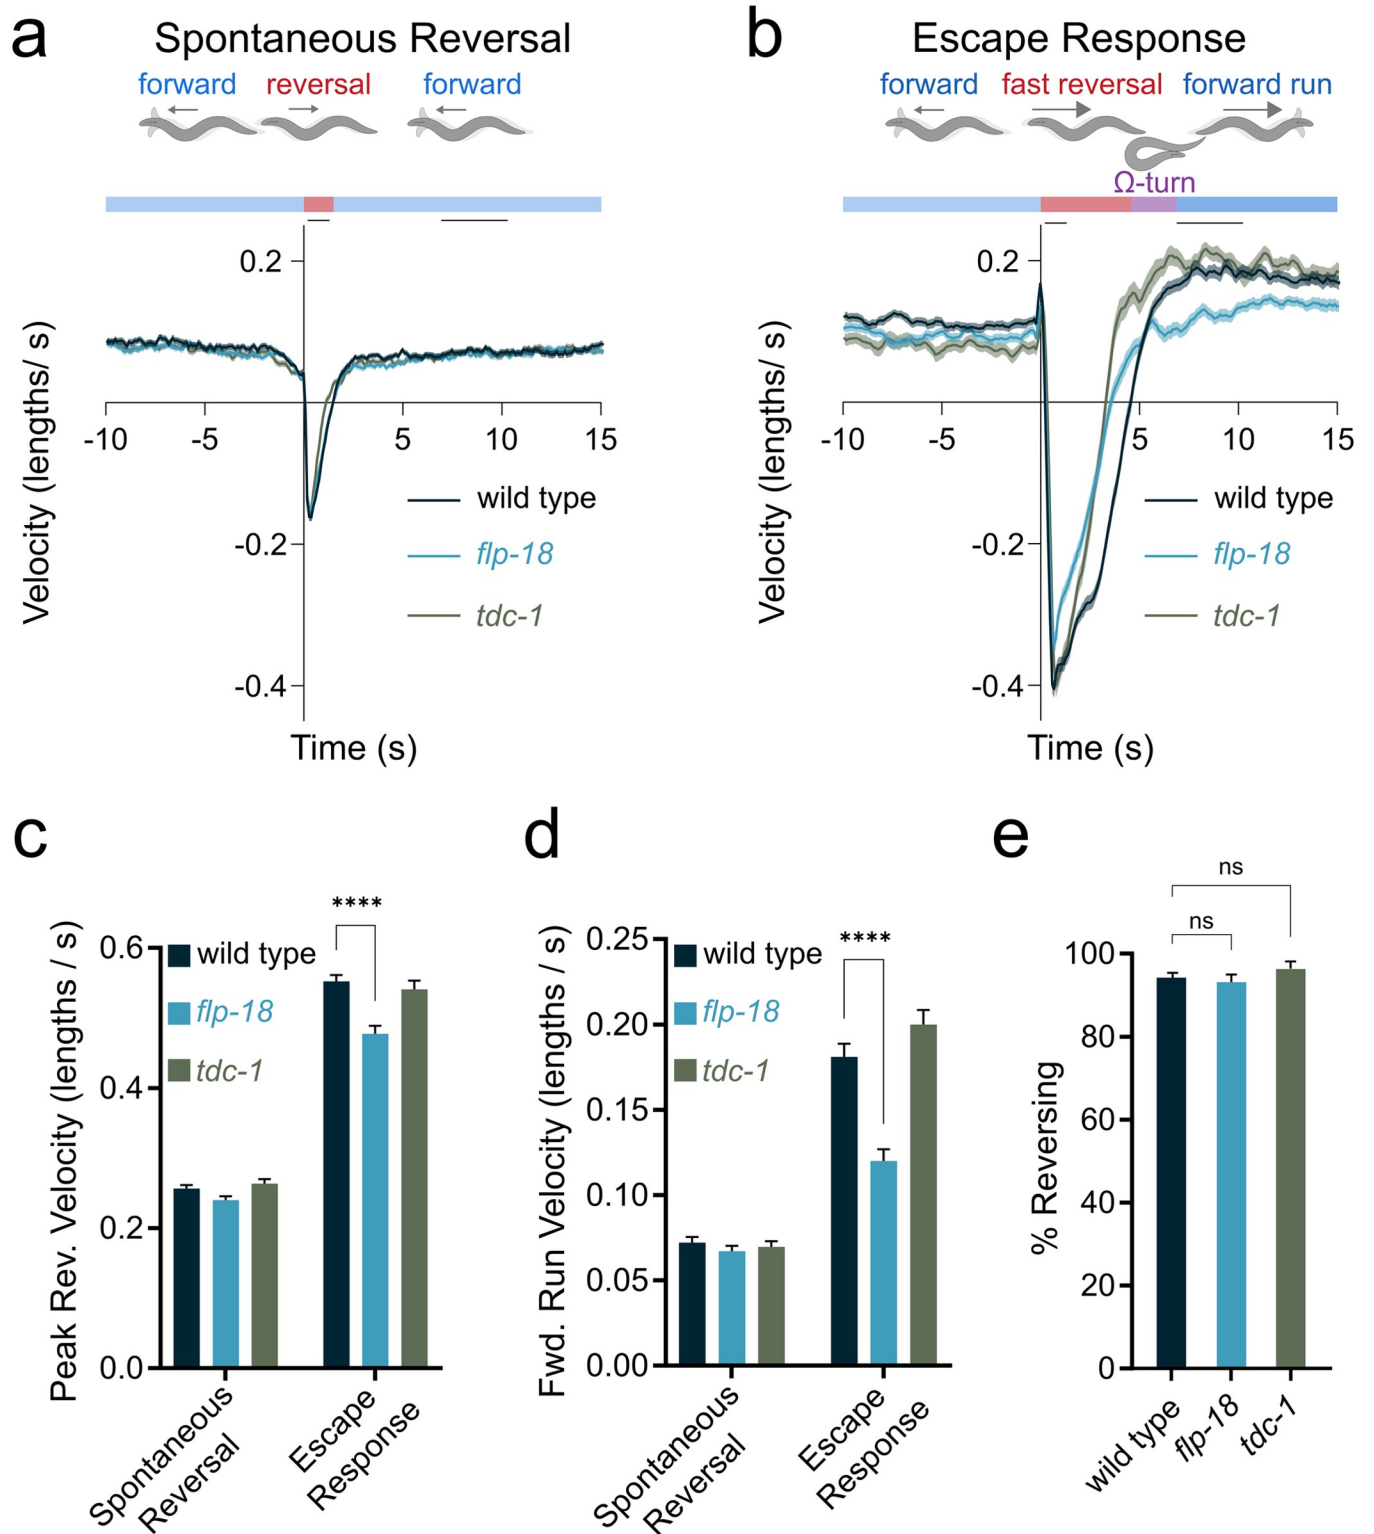 a
Spontaneous Reversal
forward reversal forward
0.2
-0.2
-0.4
-10 -5 5 10 15
Velocity (lengths/ s)
Time (s)
wild type
flp-18
tdc-1
b
Escape Response
forward fast reversal forward run
Ω-turn
0.2
-0.2
-0.4
-10 -5 5 10 15
Velocity (lengths/ s)
Time (s)
wild type
flp-18
tdc-1
c
Peak Rev. Velocity (lengths / s)
0.6
0.4
0.2
0.0
wild type
flp-18
tdc-1
****
Spontaneous
Reversal
Escape
Response
d
Fwd. Run Velocity (lengths / s)
0.25
0.20
0.15
0.10
0.05
0.00
wild type
flp-18
tdc-1
****
Spontaneous
Reversal
Escape
Response
e
% Reversing
ns
ns
100
80
60
40
20
0
wild type
flp-18
tdc-1